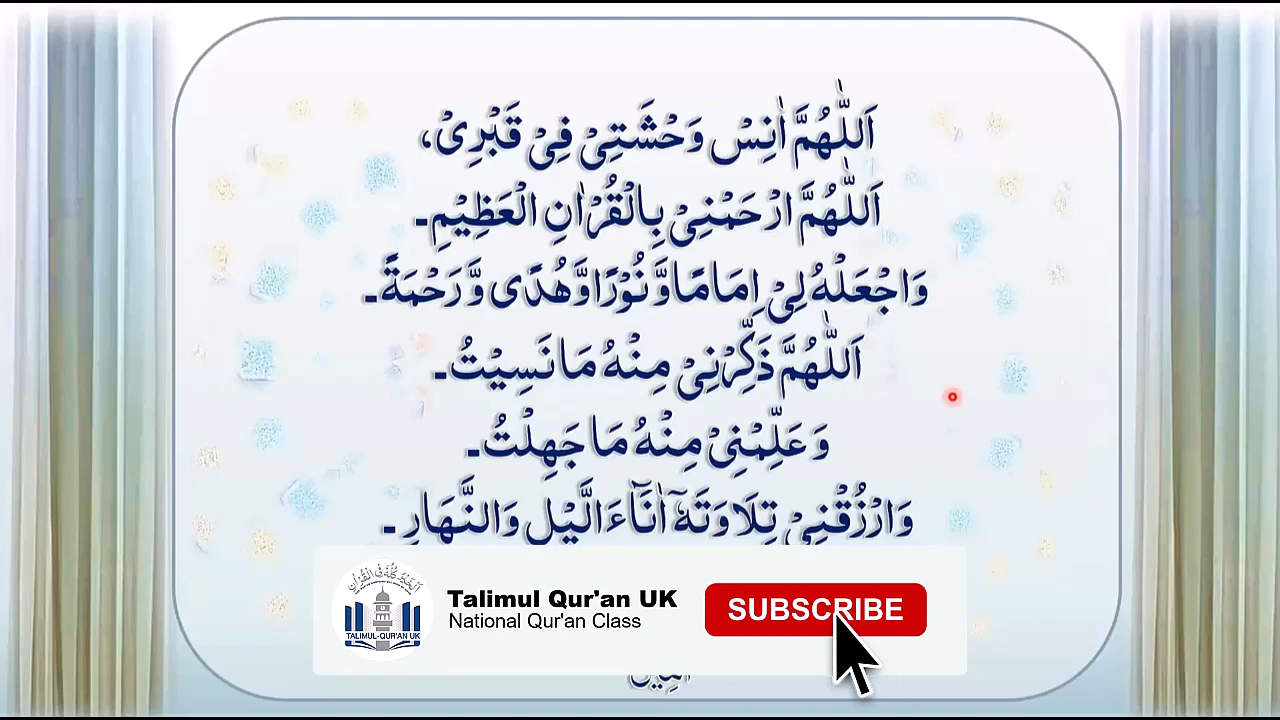 اَللّٰهُمَّ اٰنِسْ وَحْشَتِیْ فِیْ قَبْرِیْ،
اَللّٰهُمَّ ارْحَمْنِیْ بِالْقُرْاٰنِ الْعَظِیْمِ۔
وَاجْعَلْهُ لِیْ اِمَامًا وَّنُوْرًا وَّهُدًی وَّرَحْمَةً۔
اَللّٰهُمَّ ذَکِّرْنِیْ مِنْهُ مَا نَسِیْتُ۔
وَعَلِّمْنِیْ مِنْهُ مَا جَهِلْتُ۔
وَارْزُقْنِیْ تِلَاوَتَهٗۤ اٰنَآءَ الَّیْلِ وَالنَّهَارِ۔
TALIMUL-QUR'AN UK
Talimul Qur'an UK
National Qur'an Class
SUBSCRIBE